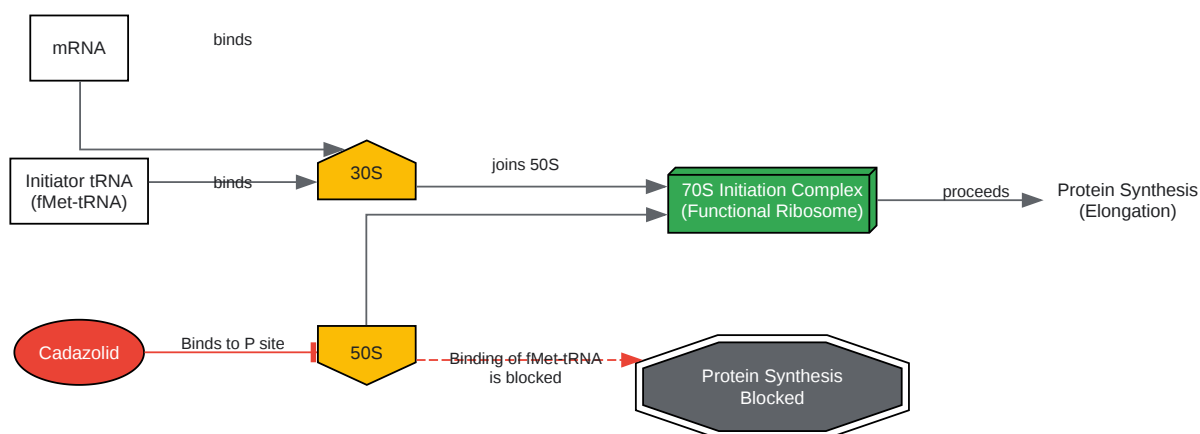 mRNA
binds
Initiator tRNA
(fMet-tRNA)
binds
30S
joins 50S
70S Initiation Complex
(Functional Ribosome)
proceeds
Protein Synthesis
(Elongation)
Cadazolid
Binds to P site
50S
Binding of fMet-tRNA
is blocked
Protein Synthesis
Blocked